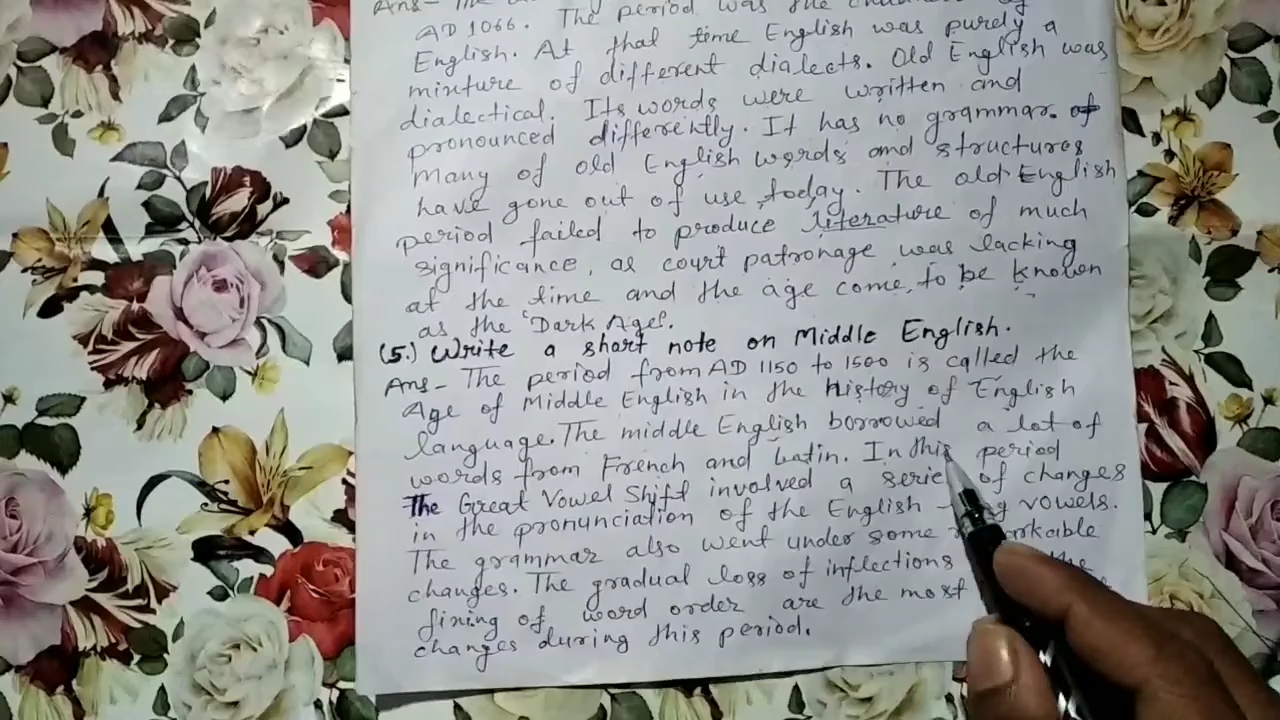 Ans- The
AD 1066. The period was the
English. At that time English was purely a
mixture of different dialects. Old English was
dialectical. Its words were written and
pronounced differently. It has no grammar. of
Many of old English words and structures
have gone out of use, today. The old English
period failed to produce literature of much
significance, as court patronage was lacking
at the time and the age come, to be known
as the 'Dark Age'.
(5.) Write a short note on Middle English.
Ans- The period from AD 1150 to 1500 is called the
Age of Middle English in the history of English
language. The middle English borrowed a lot of
words from French and Latin. In this period
The Great Vowel Shift involved a serie of changes
in the pronunciation of the English vowels.
The grammar also went under some
changes. The gradual loss of inflections the
fixing of word order are the most
changes during this period.